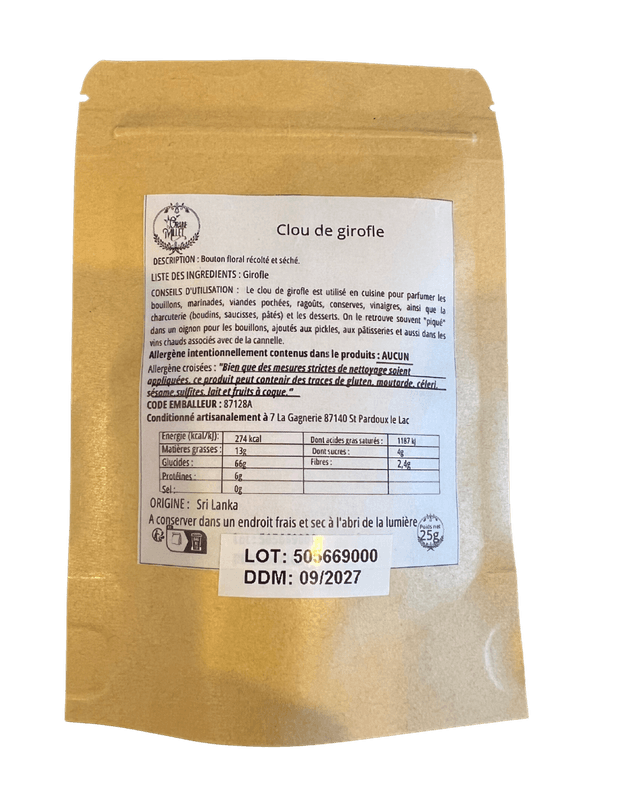 Clou de girofle
DESCRIPTION : Bouton floral récolté et séché.
LISTE DES INGREDIENTS : Girofle
CONSEILS D'UTILISATION : Le clou de girofle est utilisé en cuisine pour parfumer les
bouillons, marinades, viandes pochées, ragoûts, conserves, vinaigres, ainsi que la
charcuterie (boudins, saucisses, pâtés) et les desserts. On le retrouve souvent "piqué"
dans un oignon pour les bouillons, ajoutés aux pickles, aux pâtisseries et aussi dans les
vins chauds associés avec de la cannelle.
Allergène intentionnellement contenus dans le produit : AUCUN
Allergène croisées : "Bien que des mesures strictes de nettoyage soient
appliquées, ce produit peut contenir des traces de gluten, moutarde, céleri,
sésame,sulfites, lait et fruits à coque."
CODE EMBALLEUR : 87128A
Conditionné artisanalement à 7 La Gagnerie 87140 St Pardoux le Lac
Energie (kcal/kJ): 274 kcal Dont acides gras saturés : 1187 kJ
Matières grasses : 13g Dont sucres : 4g
Glucides : 66g Fibres : 2,4g
Protéines : 6g
Sel : 0g
ORIGINE : Sri Lanka
A conserver dans un endroit frais et sec à l'abri de la lumière
Poids net
25g
LOT: 505669000
DDM: 09/2027